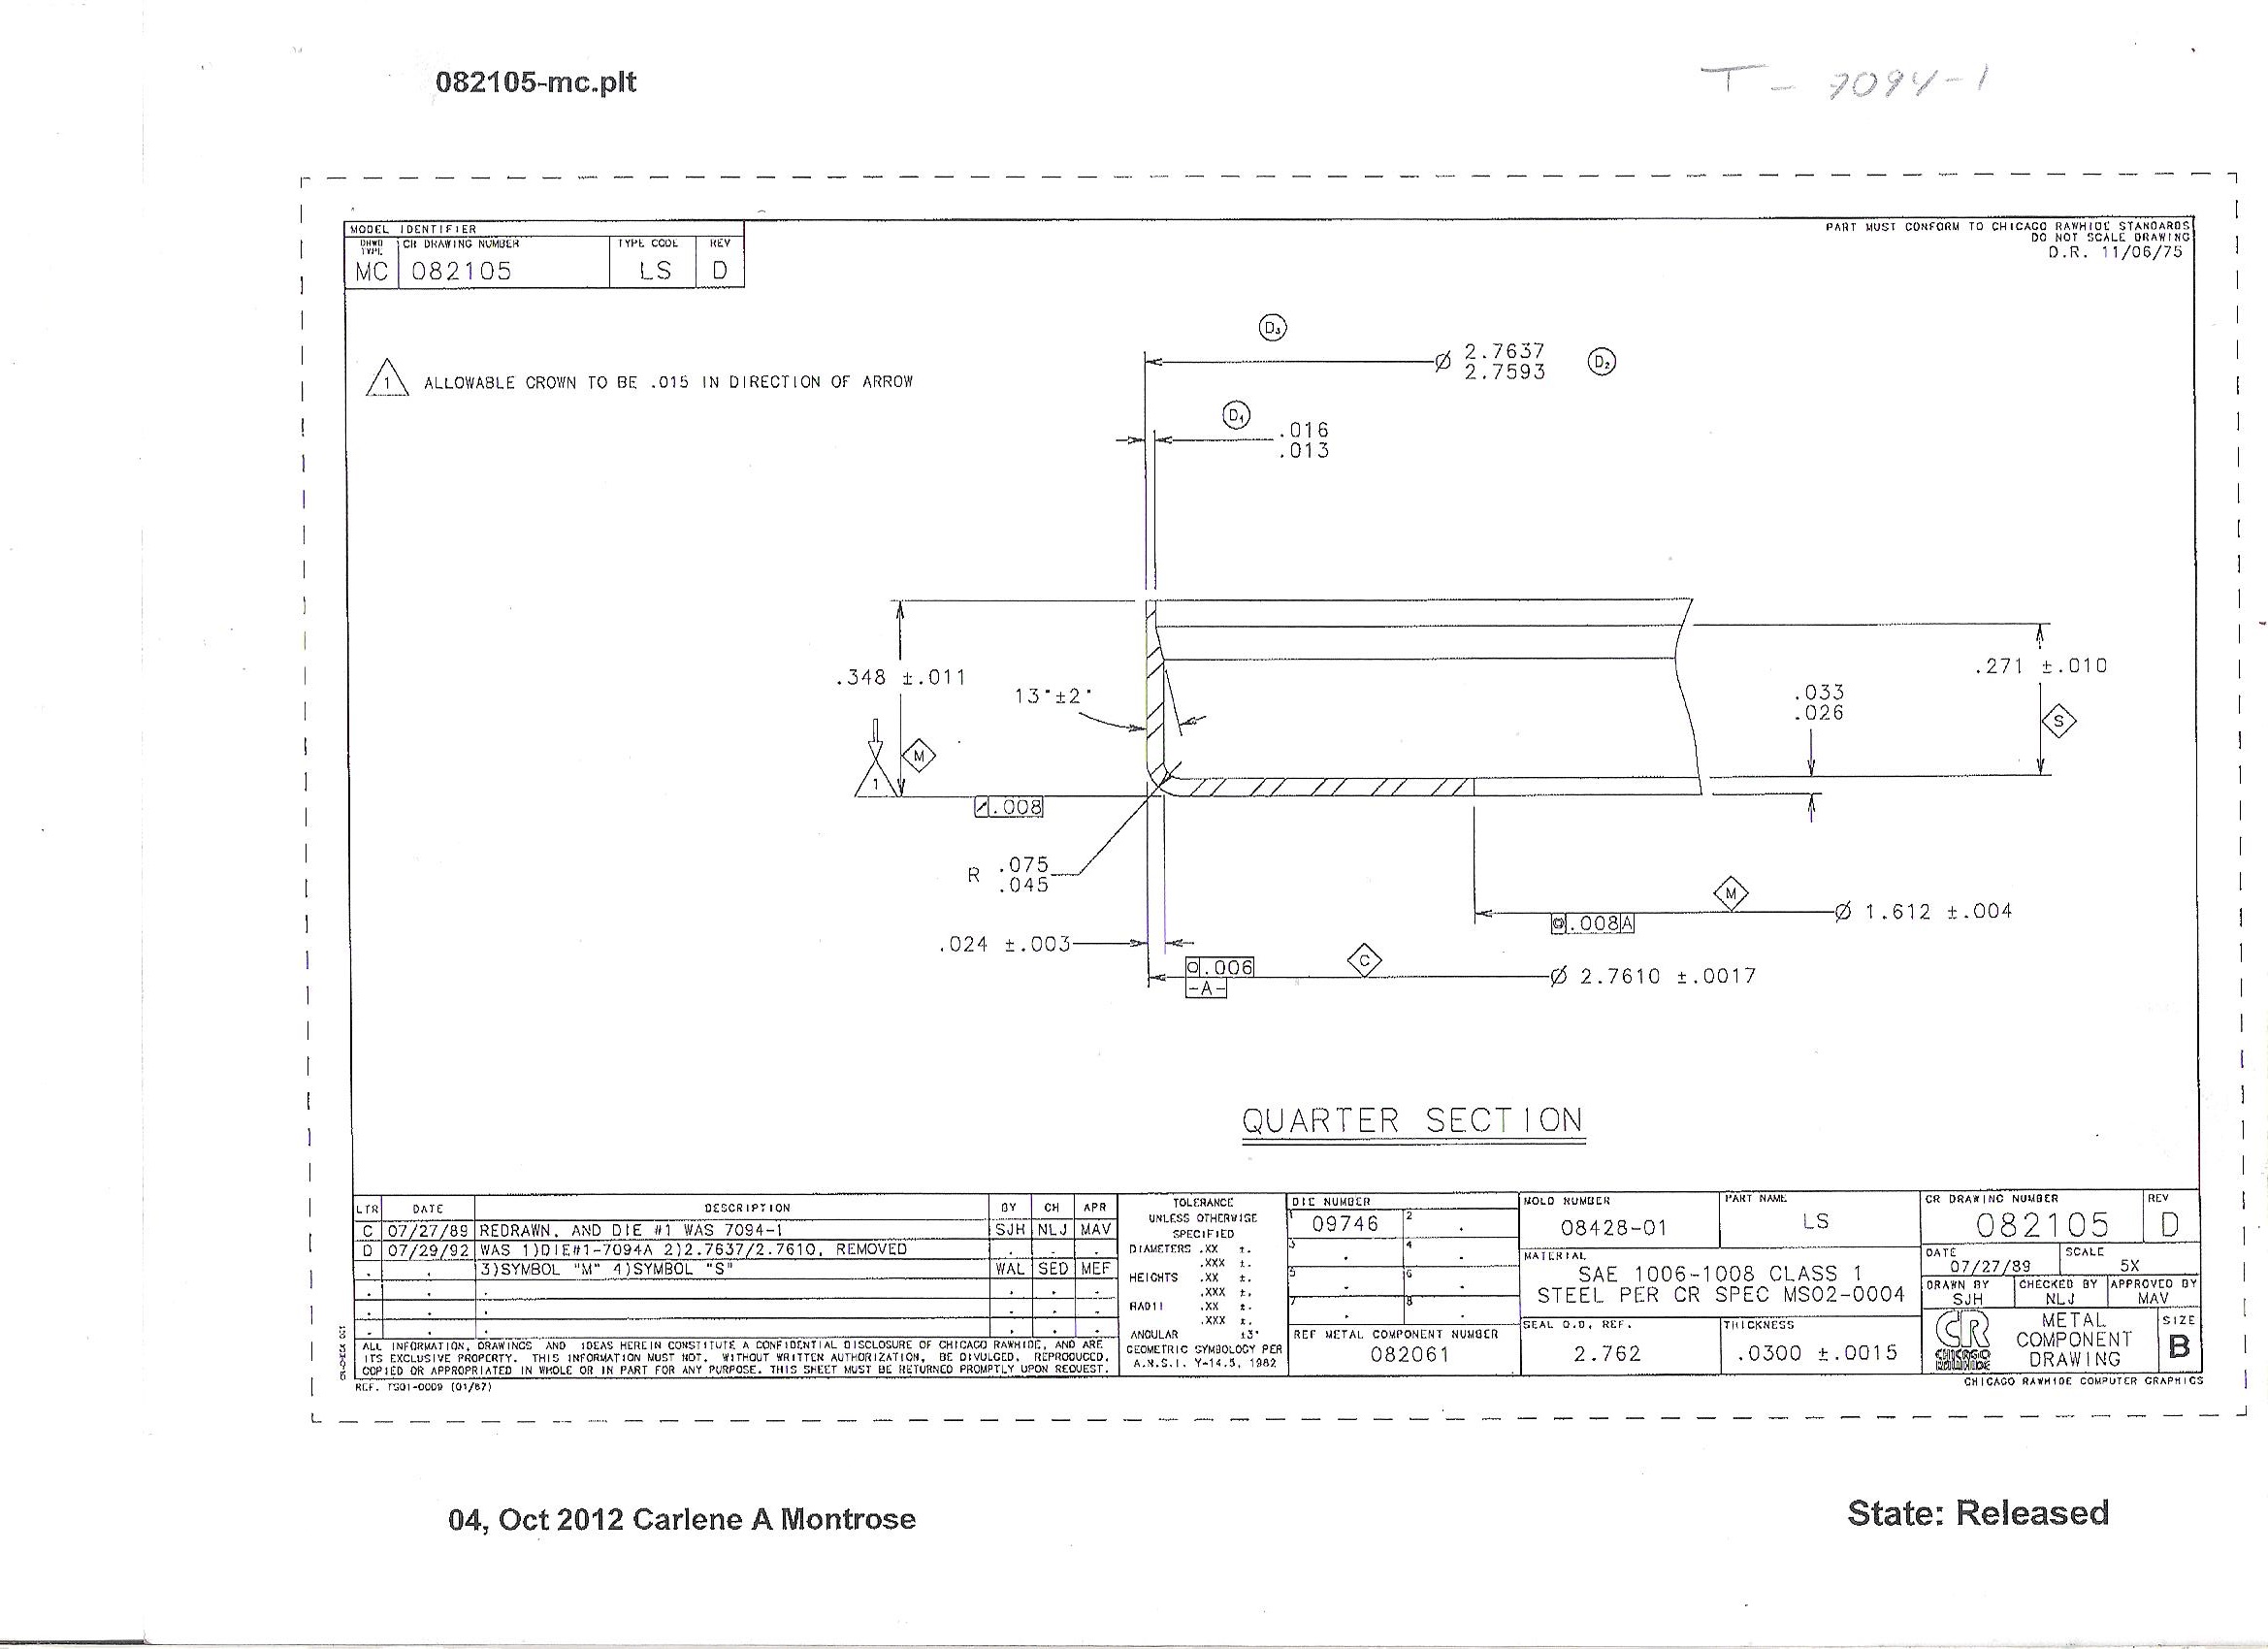 082105-mc.plt
T - 7094-1
MODEL IDENTIFIER
DRWG TYPE
CR DRAWING NUMBER
TYPE CODE
REV
MC
082105
LS
D
PART MUST CONFORM TO CHICAGO RAWHIDE STANDARDS
DO NOT SCALE DRAWING
D.R. 11/06/75
1 ALLOWABLE CROWN TO BE .015 IN DIRECTION OF ARROW
D3
Ø 2.7637
2.7593
D2
D1
.016
.013
.348 ±.011
13°±2°
.271 ±.010
.033
.026
S
M
1
.008
R .075
.045
M
Ø 1.612 ±.004
.008 A
.024 ±.003
.006
-A-
C
Ø 2.7610 ±.0017
QUARTER SECTION
LTR DATE DESCRIPTION BY CH APR
C 07/27/89 REDRAWN, AND DIE #1 WAS 7094-1 SJH NLJ MAV
D 07/29/92 WAS 1)DIE#1-7094A 2)2.7637/2.7610, REMOVED
3)SYMBOL "M" 4)SYMBOL "S" WAL SED MEF
ALL INFORMATION, DRAWINGS AND IDEAS HEREIN CONSTITUTE A CONFIDENTIAL DISCLOSURE OF CHICAGO RAWHIDE, AND ARE
ITS EXCLUSIVE PROPERTY. THIS INFORMATION MUST NOT, WITHOUT WRITTEN AUTHORIZATION, BE DIVULGED, REPRODUCED,
COPIED OR APPROPRIATED IN WHOLE OR IN PART FOR ANY PURPOSE. THIS SHEET MUST BE RETURNED PROMPTLY UPON REQUEST.
REF. TS01-0009 (01/87)
TOLERANCE
UNLESS OTHERWISE
SPECIFIED
DIAMETERS .XX ±.
.XXX ±.
HEIGHTS .XX ±.
.XXX ±.
RADII .XX ±.
.XXX ±.
ANGULAR ±3°
GEOMETRIC SYMBOLOGY PER
A.N.S.I. Y-14.5, 1982
DIE NUMBER
1 09746 2
3 4
5 6
7 8
REF METAL COMPONENT NUMBER
082061
MOLD NUMBER
08428-01
PART NAME
LS
MATERIAL
SAE 1006-1008 CLASS 1
STEEL PER CR SPEC MS02-0004
SEAL O.D. REF.
2.762
THICKNESS
.0300 ±.0015
CR DRAWING NUMBER
082105
REV
D
DATE
07/27/89
SCALE
5X
DRAWN BY
SJH
CHECKED BY
NLJ
APPROVED BY
MAV
CR
CHICAGO
RAWHIDE
METAL
COMPONENT
DRAWING
SIZE
B
CHICAGO RAWHIDE COMPUTER GRAPHICS
04, Oct 2012 Carlene A Montrose
State: Released